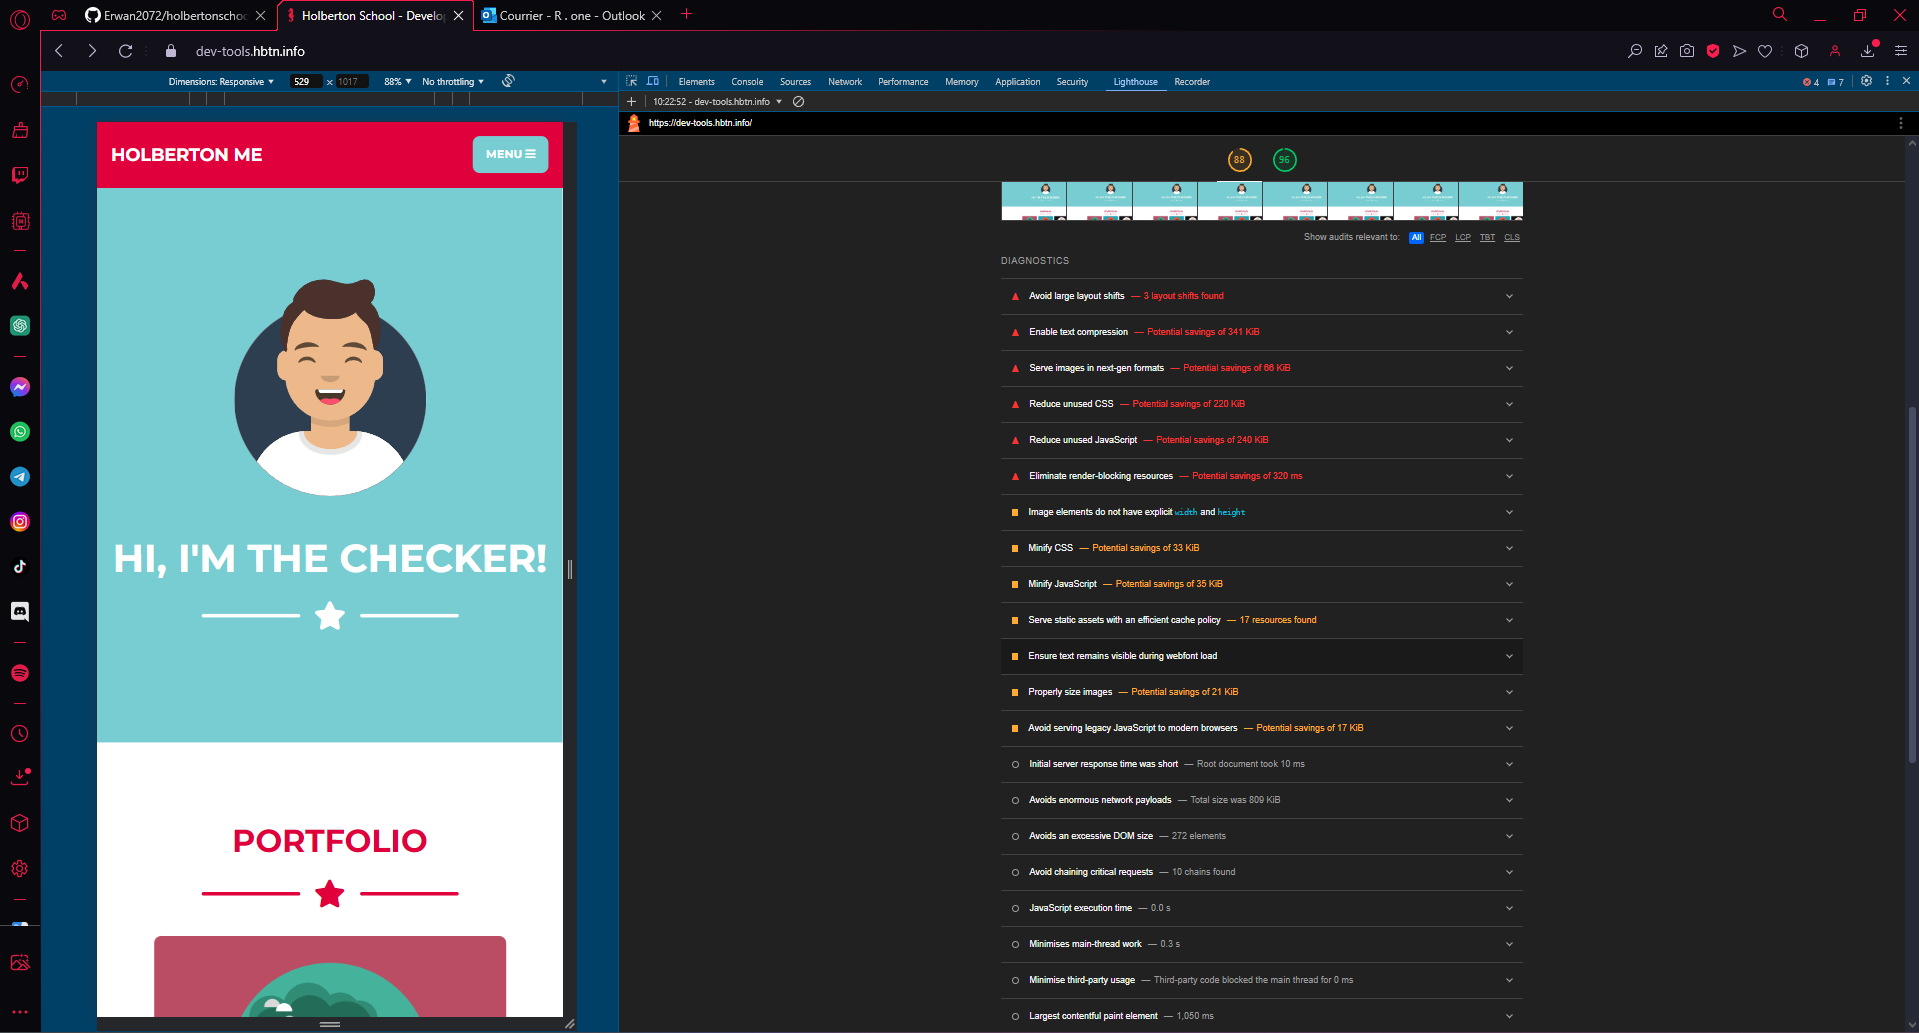 Erwan2072/holbertonschoo
Holberton School - Develo
Courrier - R . one - Outlook
dev-tools.hbtn.info
Dimensions: Responsive
529 × 1017
88%
No throttling
Elements
Console
Sources
Network
Performance
Memory
Application
Security
Lighthouse
Recorder
4
7
10:22:52 - dev-tools.hbtn.info
https://dev-tools.hbtn.info/
88
96
HOLBERTON ME
MENU
HI, I'M THE CHECKER!
PORTFOLIO
Show audits relevant to: All FCP LCP TBT CLS
DIAGNOSTICS
Avoid large layout shifts — 3 layout shifts found
Enable text compression — Potential savings of 341 KiB
Serve images in next-gen formats — Potential savings of 66 KiB
Reduce unused CSS — Potential savings of 220 KiB
Reduce unused JavaScript — Potential savings of 240 KiB
Eliminate render-blocking resources — Potential savings of 320 ms
Image elements do not have explicit width and height
Minify CSS — Potential savings of 33 KiB
Minify JavaScript — Potential savings of 35 KiB
Serve static assets with an efficient cache policy — 17 resources found
Ensure text remains visible during webfont load
Properly size images — Potential savings of 21 KiB
Avoid serving legacy JavaScript to modern browsers — Potential savings of 17 KiB
Initial server response time was short — Root document took 10 ms
Avoids enormous network payloads — Total size was 809 KiB
Avoids an excessive DOM size — 272 elements
Avoid chaining critical requests — 10 chains found
JavaScript execution time — 0.0 s
Minimises main-thread work — 0.3 s
Minimise third-party usage — Third-party code blocked the main thread for 0 ms
Largest contentful paint element — 1,050 ms